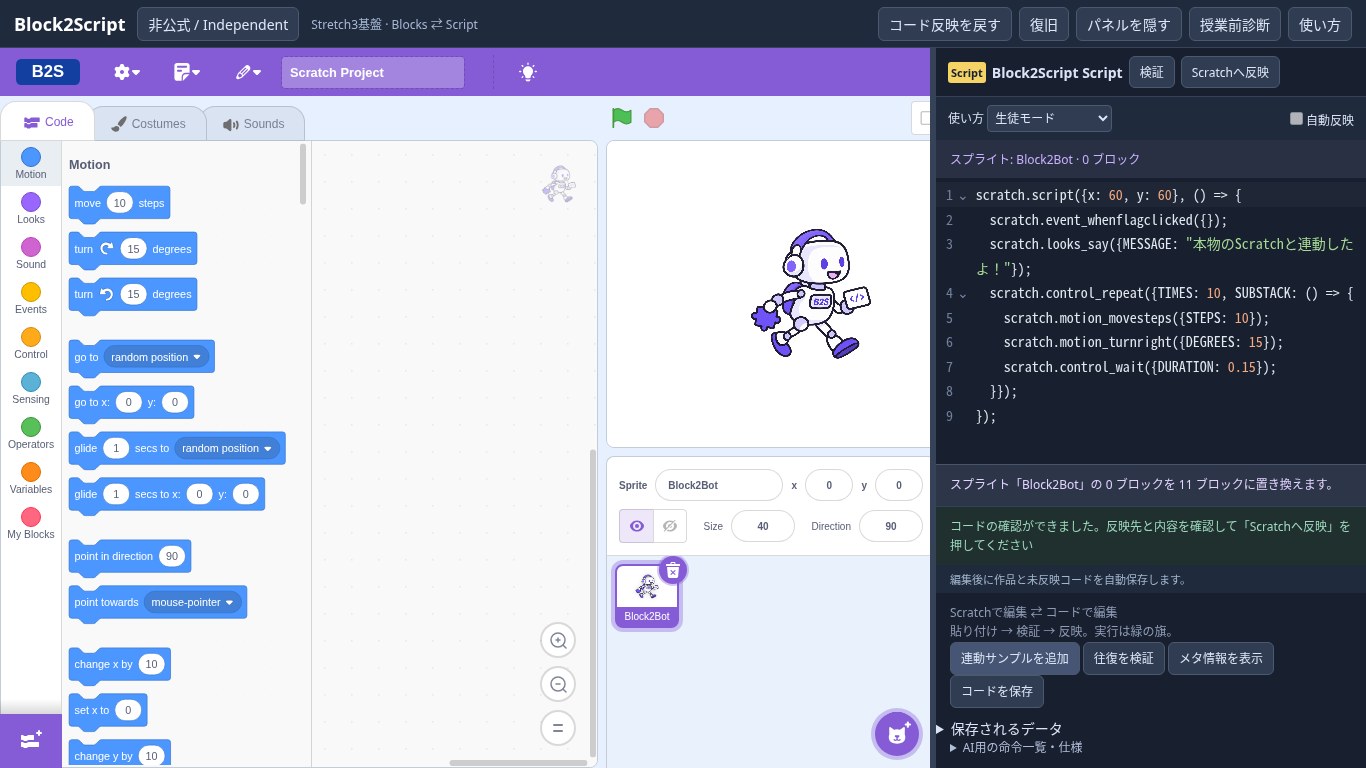 Block2Script
非公式 / Independent
Stretch3基盤 · Blocks ⇄ Script
コード反映を戻す
復旧
パネルを隠す
授業前診断
使い方
B2S
Scratch Project
Script
Block2Script Script
検証
Scratchへ反映
Code
Costumes
Sounds
使い方
生徒モード
自動反映
スプライト: Block2Bot · 0 ブロック
Motion
Looks
Sound
Events
Control
Sensing
Operators
Variables
My Blocks
Motion
move 10 steps
turn 15 degrees
turn 15 degrees
go to random position
go to x: 0 y: 0
glide 1 secs to random position
glide 1 secs to x: 0 y: 0
point in direction 90
point towards mouse-pointer
change x by 10
set x to 0
change y by 10
B2S
</>
Sprite Block2Bot x 0 y 0
Size 40 Direction 90
Block2Bot
1 scratch.script({x: 60, y: 60}, () => {
2 scratch.event_whenflagclicked({});
3 scratch.looks_say({MESSAGE: "本物のScratchと連動した
よ！"});
4 scratch.control_repeat({TIMES: 10, SUBSTACK: () => {
5 scratch.motion_movesteps({STEPS: 10});
6 scratch.motion_turnright({DEGREES: 15});
7 scratch.control_wait({DURATION: 0.15});
8 }});
9 });
スプライト「Block2Bot」の 0 ブロックを 11 ブロックに置き換えます。
コードの確認ができました。反映先と内容を確認して「Scratchへ反映」を
押してください
編集後に作品と未反映コードを自動保存します。
Scratchで編集 ⇄ コードで編集
貼り付け → 検証 → 反映。実行は緑の旗。
連動サンプルを追加
往復を検証
メタ情報を表示
コードを保存
保存されるデータ
AI用の命令一覧・仕様